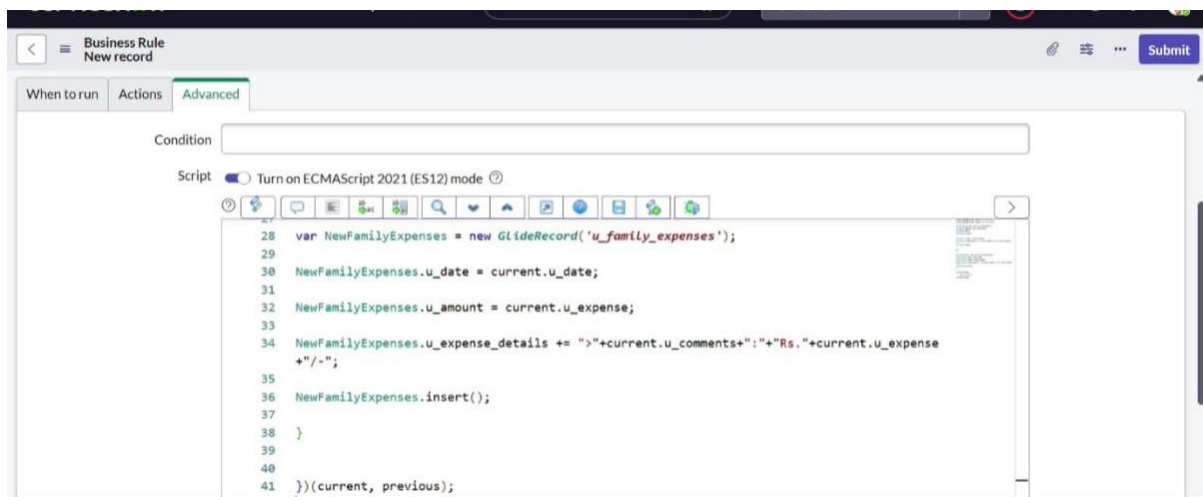 Business Rule
New record
Submit
When to run Actions Advanced
Condition
Script Turn on ECMAScript 2021 (ES12) mode
28 var NewFamilyExpenses = new GlideRecord('u_family_expenses');
29
30 NewFamilyExpenses.u_date = current.u_date;
31
32 NewFamilyExpenses.u_amount = current.u_expense;
33
34 NewFamilyExpenses.u_expense_details += ">"+current.u_comments+":"+"Rs."+current.u_expense
+"/-";
35
36 NewFamilyExpenses.insert();
37
38 }
39
40
41 })(current, previous);